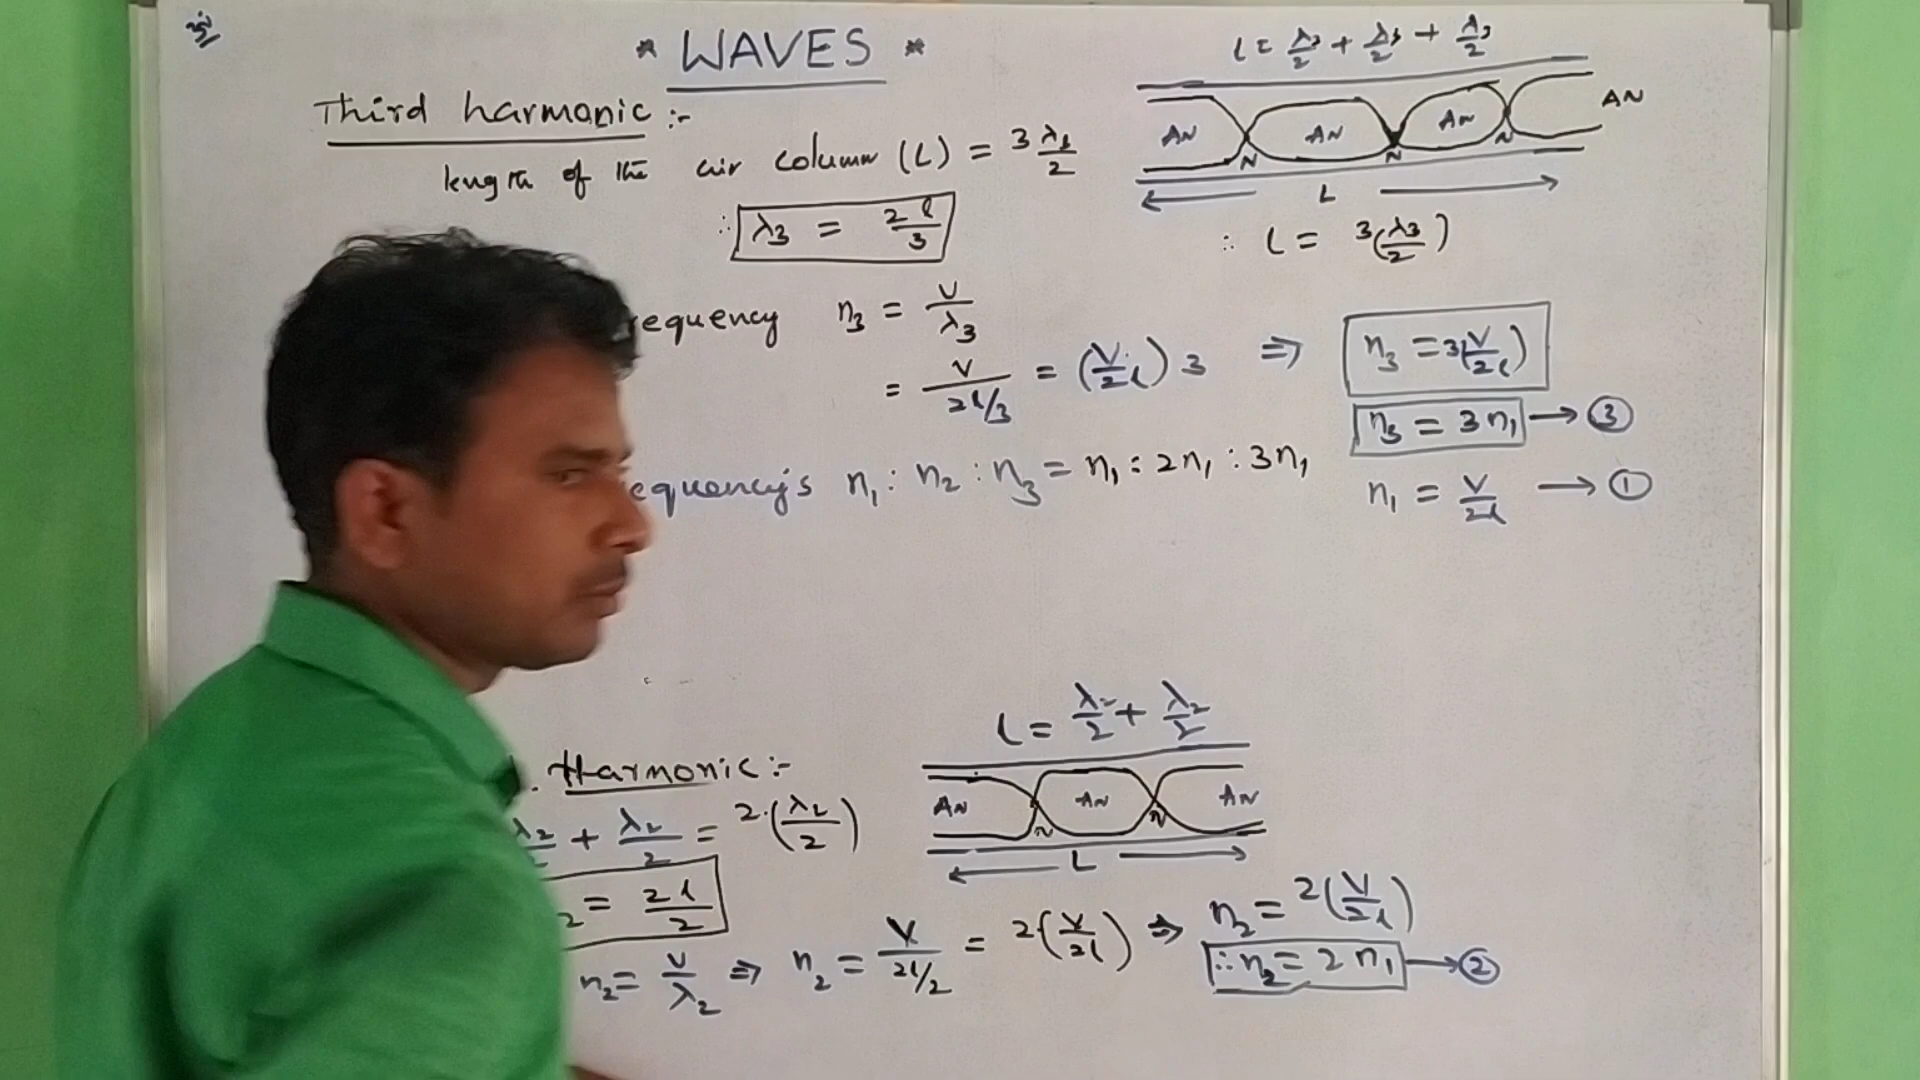 * WAVES *
Third harmonic :-
length of the air column (L) = 3 λ3/2
∴ λ3 = 2l/3
requency n3 = V/λ3
= V/2l/3 = (V/2l) 3 ⇒ n3 = 3(V/2l)
n3 = 3n1 → ③
equency's n1 : n2 : n3 = n1 : 2n1 : 3n1
n1 = V/2l → ①
l = λ3/2 + λ3/2 + λ3/2
AN AN AN AN
N N N
L
∴ l = 3(λ3/2)
. Harmonic :-
λ2/2 + λ2/2 = 2.(λ2/2)
2 = 2l/2
n2 = V/λ2 ⇒ n2 = V/2l/2 = 2(V/2l) ⇒ n2 = 2(V/2l)
∴ n2 = 2n1 → ②
l = λ2/2 + λ2/2
AN AN AN
N N
L